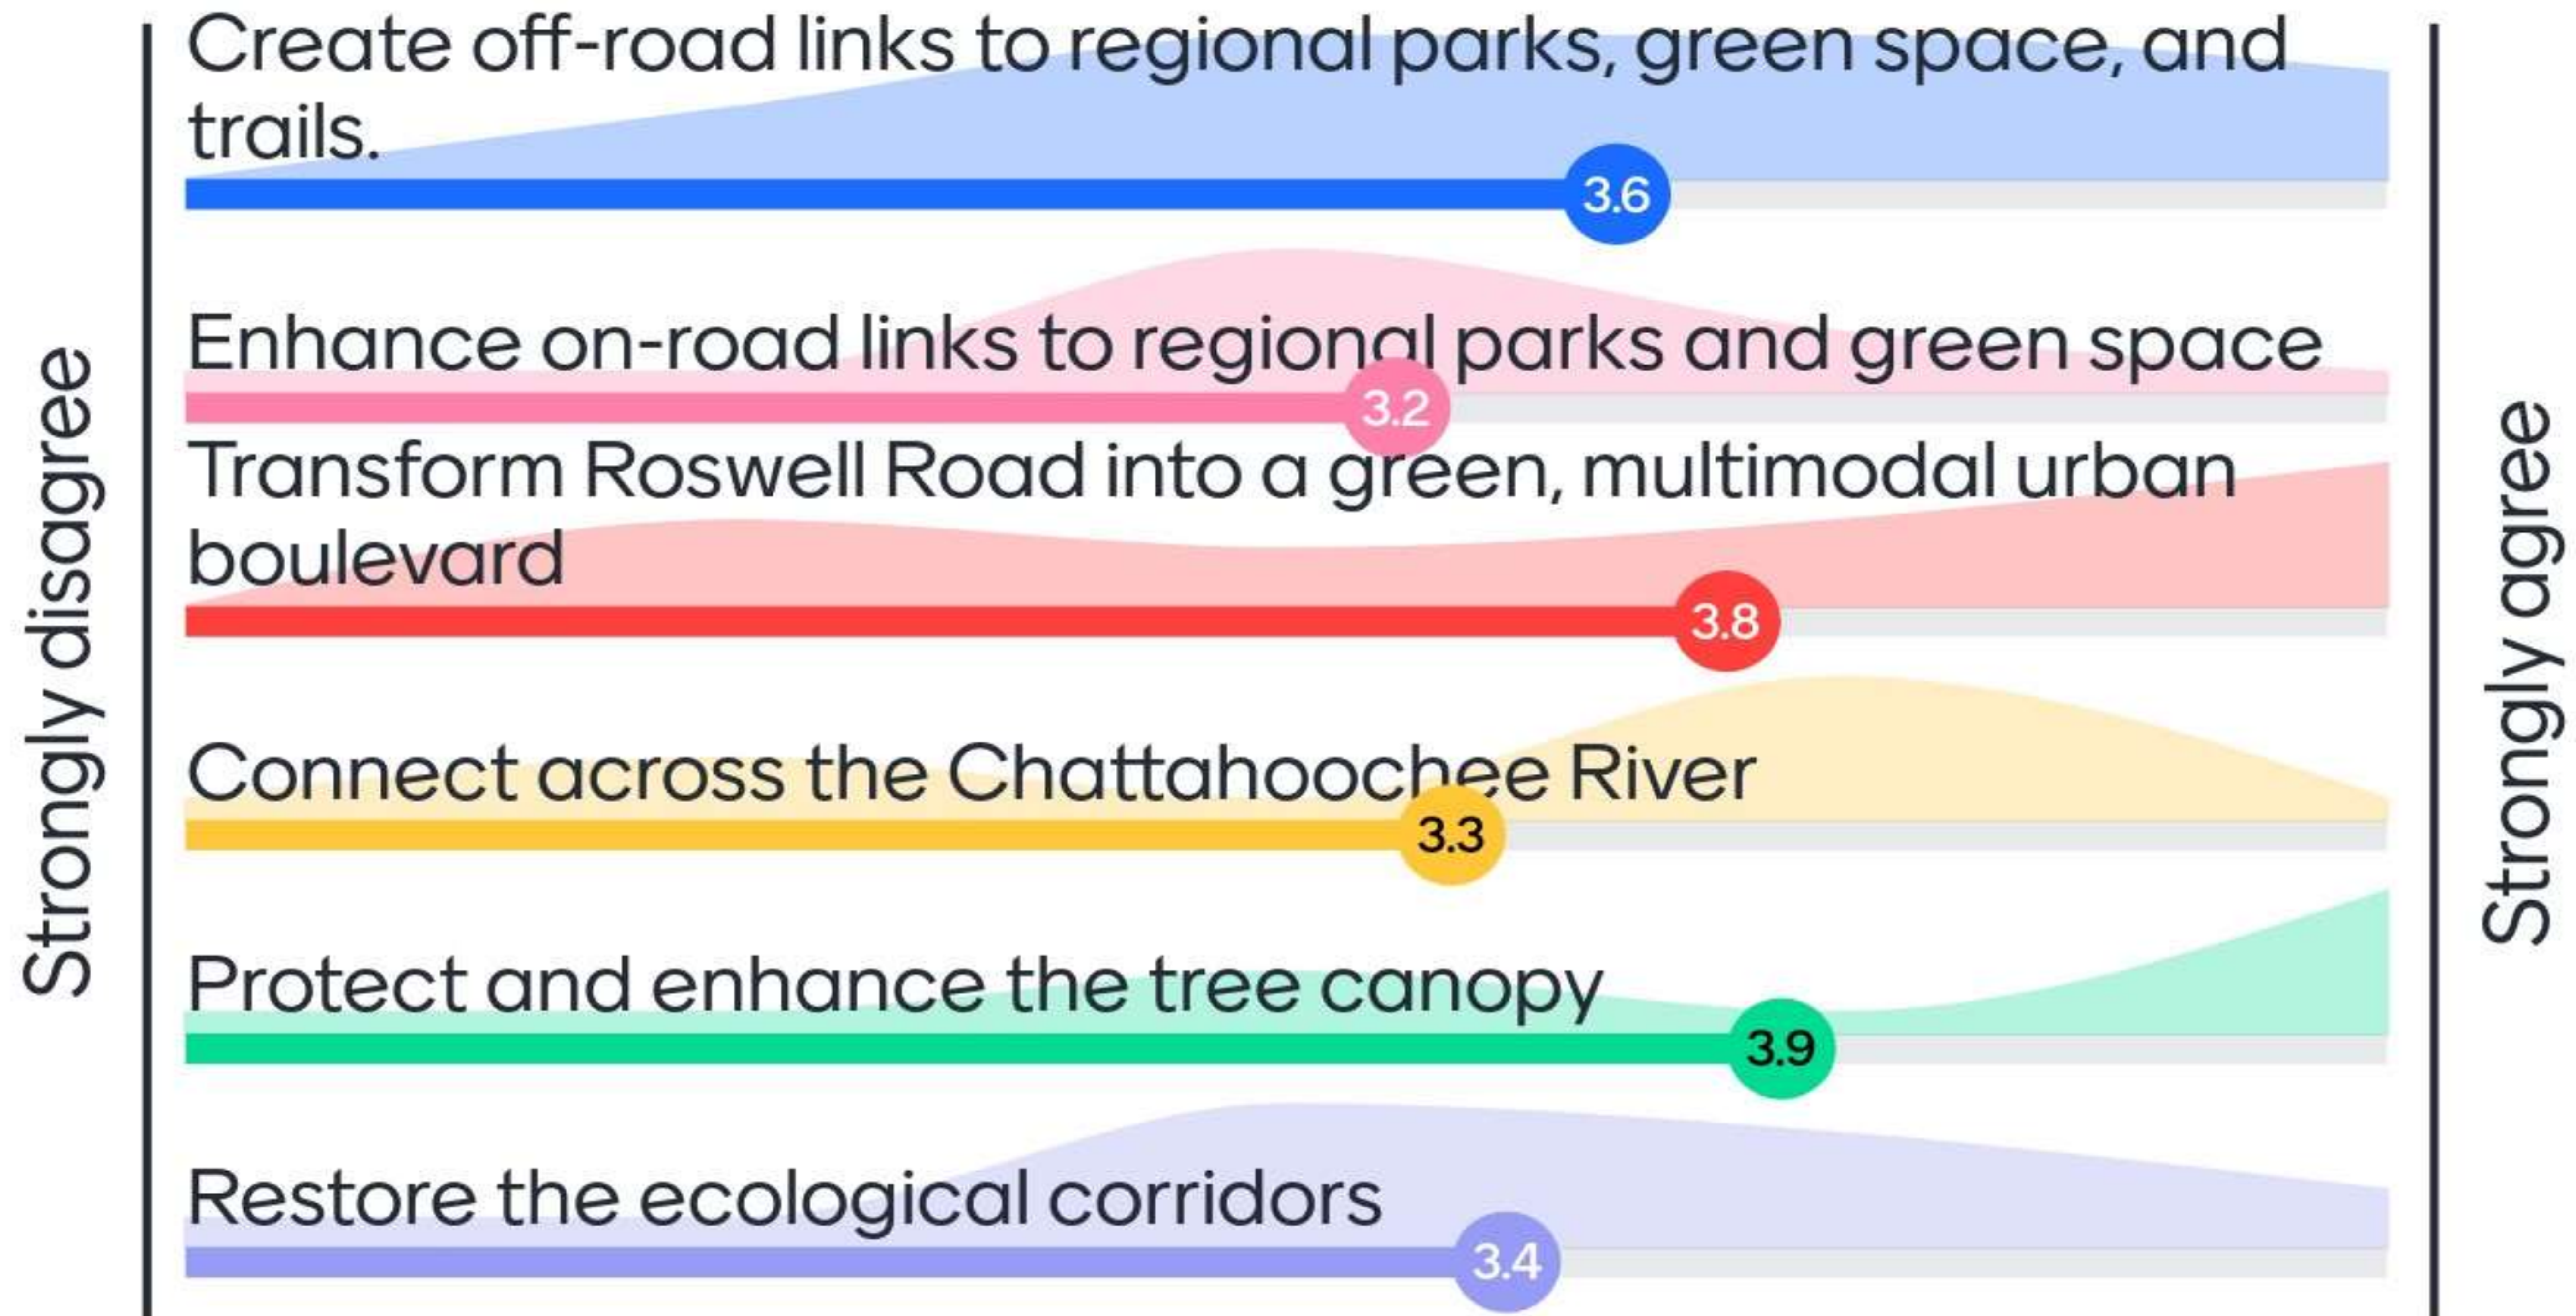 Strongly disagree
Create off-road links to regional parks, green space, and
trails.
3.6
Enhance on-road links to regional parks and green space
3.2
Transform Roswell Road into a green, multimodal urban
boulevard
3.8
Connect across the Chattahoochee River
3.3
Protect and enhance the tree canopy
3.9
Restore the ecological corridors
3.4
Strongly agree